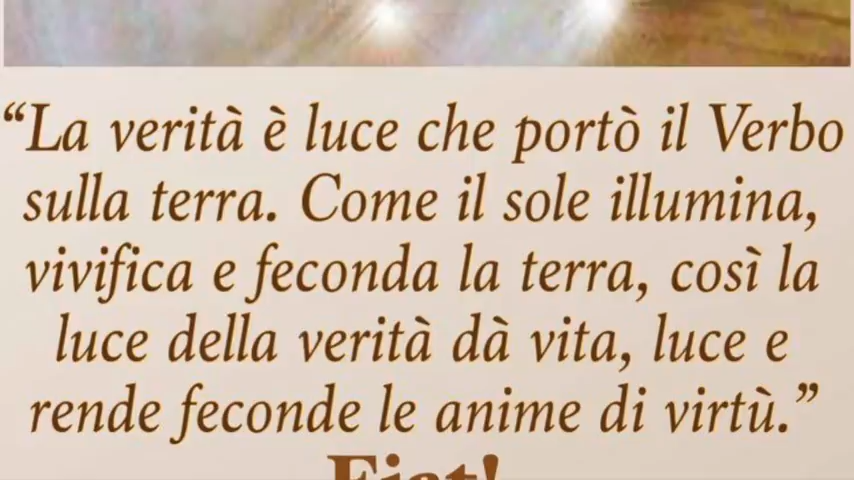 “La verità è luce che portò il Verbo
sulla terra. Come il sole illumina,
vivifica e feconda la terra, così la
luce della verità dà vita, luce e
rende feconde le anime di virtù.”
Fiat!